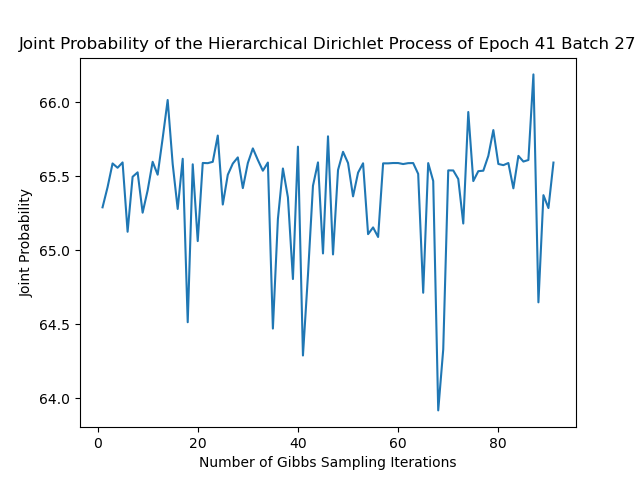 Joint Probability of the Hierarchical Dirichlet Process of Epoch 41 Batch 27
66.0
65.5
65.0
64.5
64.0
Joint Probability
0 20 40 60 80
Number of Gibbs Sampling Iterations